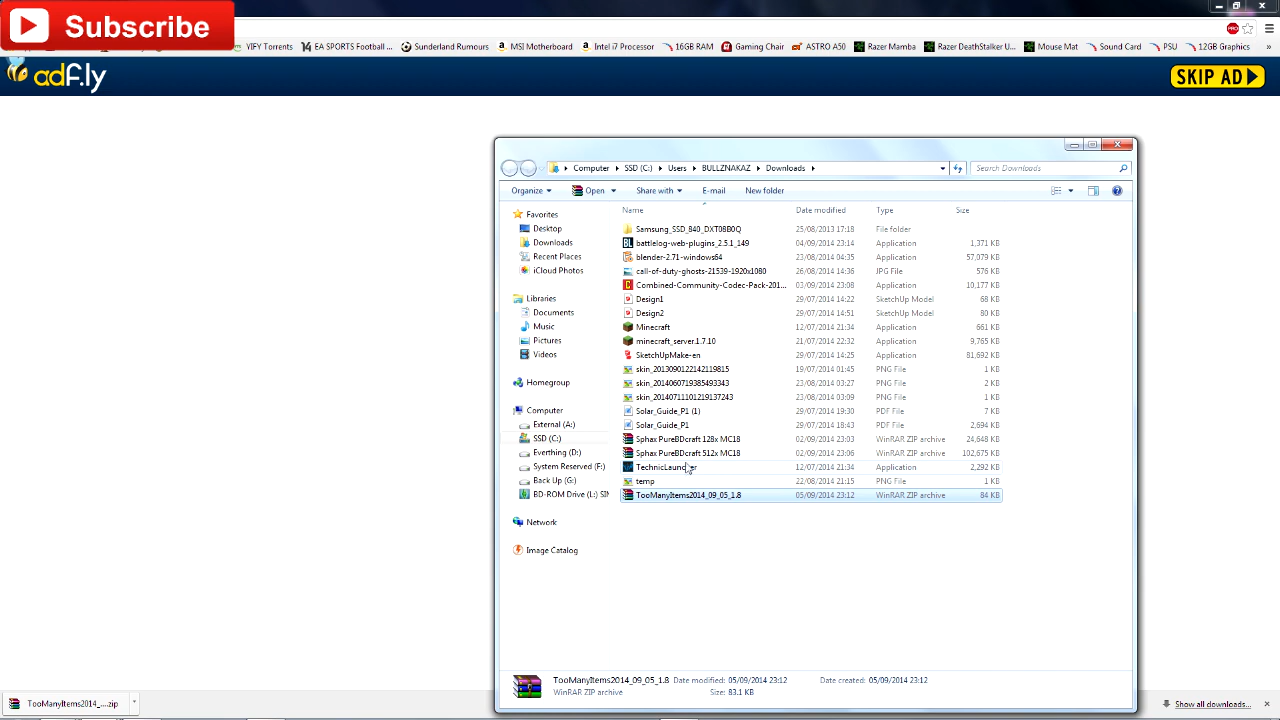 Subscribe
YIFY Torrents EA SPORTS Football ... Sunderland Rumours MSI Motherboard Intel i7 Processor 16GB RAM Gaming Chair ASTRO A50 Razer Mamba Razer DeathStalker U... Mouse Mat Sound Card PSU 12GB Graphics »
adf.ly
SKIP AD
Computer SSD (C:) Users BULLZNAKAZ Downloads Search Downloads
Organize Open Share with E-mail New folder
Name Date modified Type Size
Favorites
Desktop
Downloads
Recent Places
iCloud Photos
Libraries
Documents
Music
Pictures
Videos
Homegroup
Computer
External (A:)
SSD (C:)
Everthing (D:)
System Reserved (F:)
Back Up (G:)
BD-ROM Drive (L:) SIN
Network
Image Catalog
Samsung_SSD_840_DXT08B0Q 25/08/2013 17:18 File folder
battlelog-web-plugins_2.5.1_149 04/09/2014 23:14 Application 1,371 KB
blender-2.71-windows64 23/08/2014 04:35 Application 57,079 KB
call-of-duty-ghosts-21539-1920x1080 26/08/2014 14:36 JPG File 576 KB
Combined-Community-Codec-Pack-201... 03/09/2014 23:08 Application 10,177 KB
Design1 29/07/2014 14:22 SketchUp Model 68 KB
Design2 29/07/2014 14:51 SketchUp Model 80 KB
Minecraft 12/07/2014 21:34 Application 661 KB
minecraft_server.1.7.10 21/07/2014 22:32 Application 9,765 KB
SketchUpMake-en 29/07/2014 14:25 Application 81,692 KB
skin_2013090122142119815 19/07/2014 01:45 PNG File 1 KB
skin_2014060719385493343 23/08/2014 03:27 PNG File 2 KB
skin_20140711101219137243 23/08/2014 03:09 PNG File 1 KB
Solar_Guide_P1 (1) 29/07/2014 19:30 PDF File 7 KB
Solar_Guide_P1 29/07/2014 18:43 PDF File 2,694 KB
Sphax PureBDcraft 128x MC18 02/09/2014 23:03 WinRAR ZIP archive 24,648 KB
Sphax PureBDcraft 512x MC18 02/09/2014 23:06 WinRAR ZIP archive 102,675 KB
TechnicLauncher 12/07/2014 21:34 Application 2,292 KB
temp 22/08/2014 21:15 PNG File 1 KB
TooManyItems2014_09_05_1.8 05/09/2014 23:12 WinRAR ZIP archive 84 KB
TooManyItems2014_09_05_1.8 Date modified: 05/09/2014 23:12 Date created: 05/09/2014 23:12
WinRAR ZIP archive Size: 83.1 KB
TooManyItems2014_....zip Show all downloads...